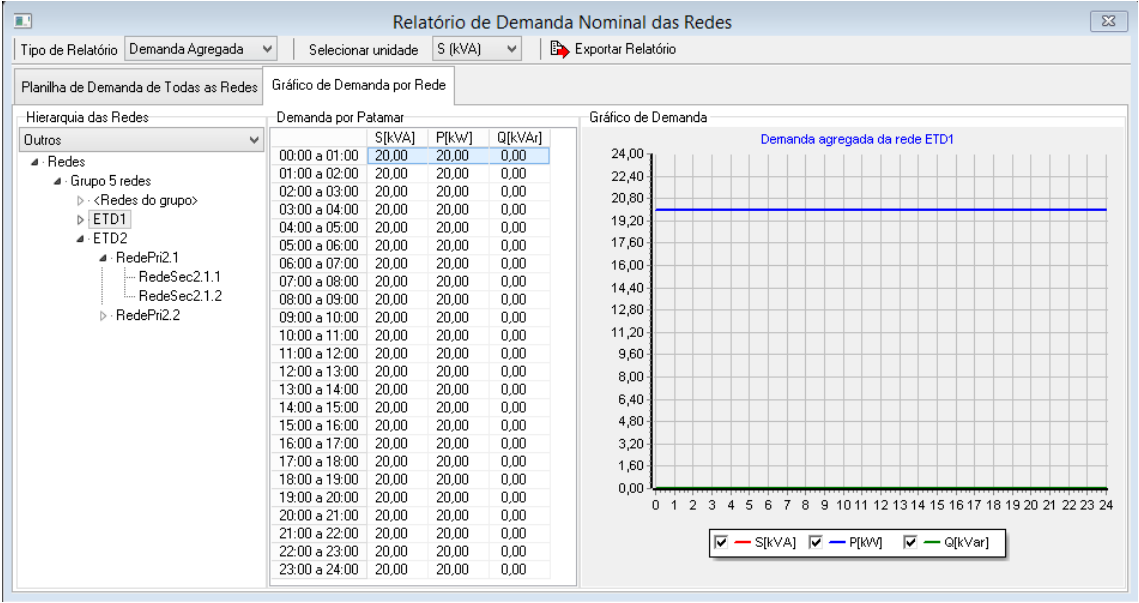 Relatório de Demanda Nominal das Redes
Tipo de Relatório Demanda Agregada Selecionar unidade S (kVA) Exportar Relatório
Planilha de Demanda de Todas as Redes Gráfico de Demanda por Rede
Hierarquia das Redes
Outros
Redes
Grupo 5 redes
<Redes do grupo>
ETD1
ETD2
RedePri2.1
RedeSec2.1.1
RedeSec2.1.2
RedePri2.2
Demanda por Patamar
S[kVA] P[kW] Q[kVAr]
00:00 a 01:00 20,00 20,00 0,00
01:00 a 02:00 20,00 20,00 0,00
02:00 a 03:00 20,00 20,00 0,00
03:00 a 04:00 20,00 20,00 0,00
04:00 a 05:00 20,00 20,00 0,00
05:00 a 06:00 20,00 20,00 0,00
06:00 a 07:00 20,00 20,00 0,00
07:00 a 08:00 20,00 20,00 0,00
08:00 a 09:00 20,00 20,00 0,00
09:00 a 10:00 20,00 20,00 0,00
10:00 a 11:00 20,00 20,00 0,00
11:00 a 12:00 20,00 20,00 0,00
12:00 a 13:00 20,00 20,00 0,00
13:00 a 14:00 20,00 20,00 0,00
14:00 a 15:00 20,00 20,00 0,00
15:00 a 16:00 20,00 20,00 0,00
16:00 a 17:00 20,00 20,00 0,00
17:00 a 18:00 20,00 20,00 0,00
18:00 a 19:00 20,00 20,00 0,00
19:00 a 20:00 20,00 20,00 0,00
20:00 a 21:00 20,00 20,00 0,00
21:00 a 22:00 20,00 20,00 0,00
22:00 a 23:00 20,00 20,00 0,00
23:00 a 24:00 20,00 20,00 0,00
Gráfico de Demanda
Demanda agregada da rede ETD1
24,00
22,40
20,80
19,20
17,60
16,00
14,40
12,80
11,20
9,60
8,00
6,40
4,80
3,20
1,60
0,00
0 1 2 3 4 5 6 7 8 9 10 11 12 13 14 15 16 17 18 19 20 21 22 23 24
S[kVA] P[kW] Q[kVar]